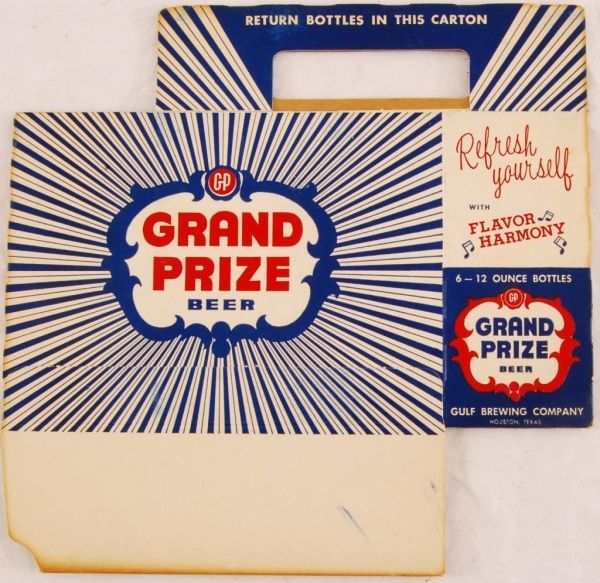 RETURN BOTTLES IN THIS CARTON
GP
GRAND
PRIZE
BEER
Refresh
yourself
WITH
FLAVOR
HARMONY
6 — 12 OUNCE BOTTLES
GP
GRAND
PRIZE
BEER
GULF BREWING COMPANY
HOUSTON, TEXAS